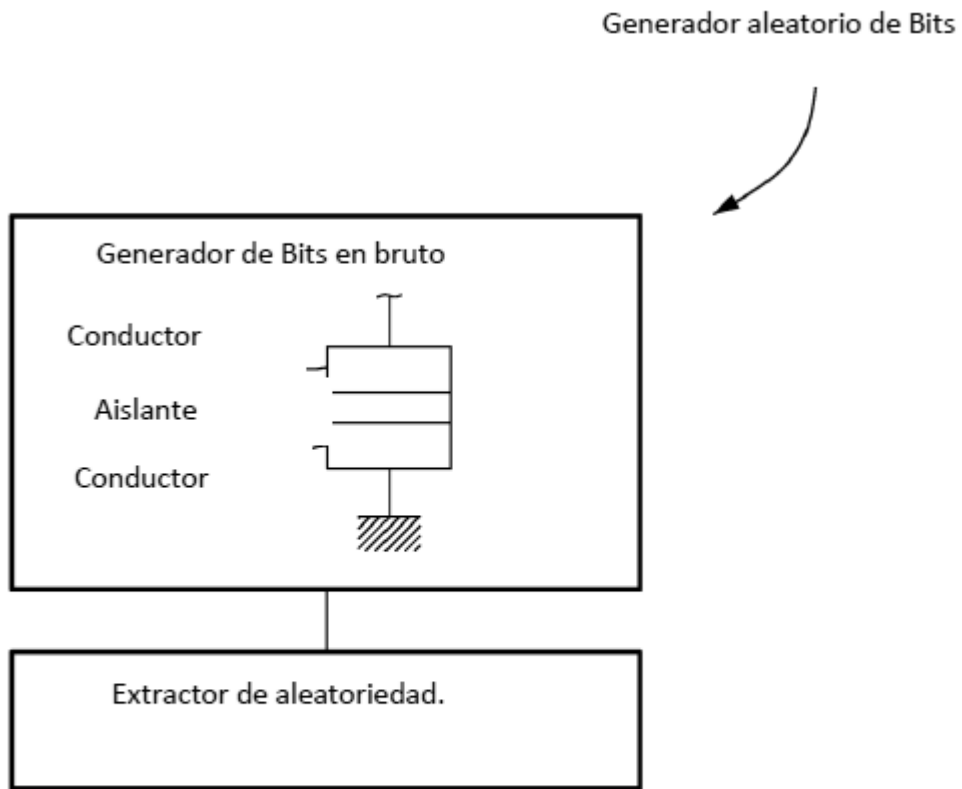 Generador aleatorio de Bits
Generador de Bits en bruto
Conductor
Aislante
Conductor
Extractor de aleatoriedad.